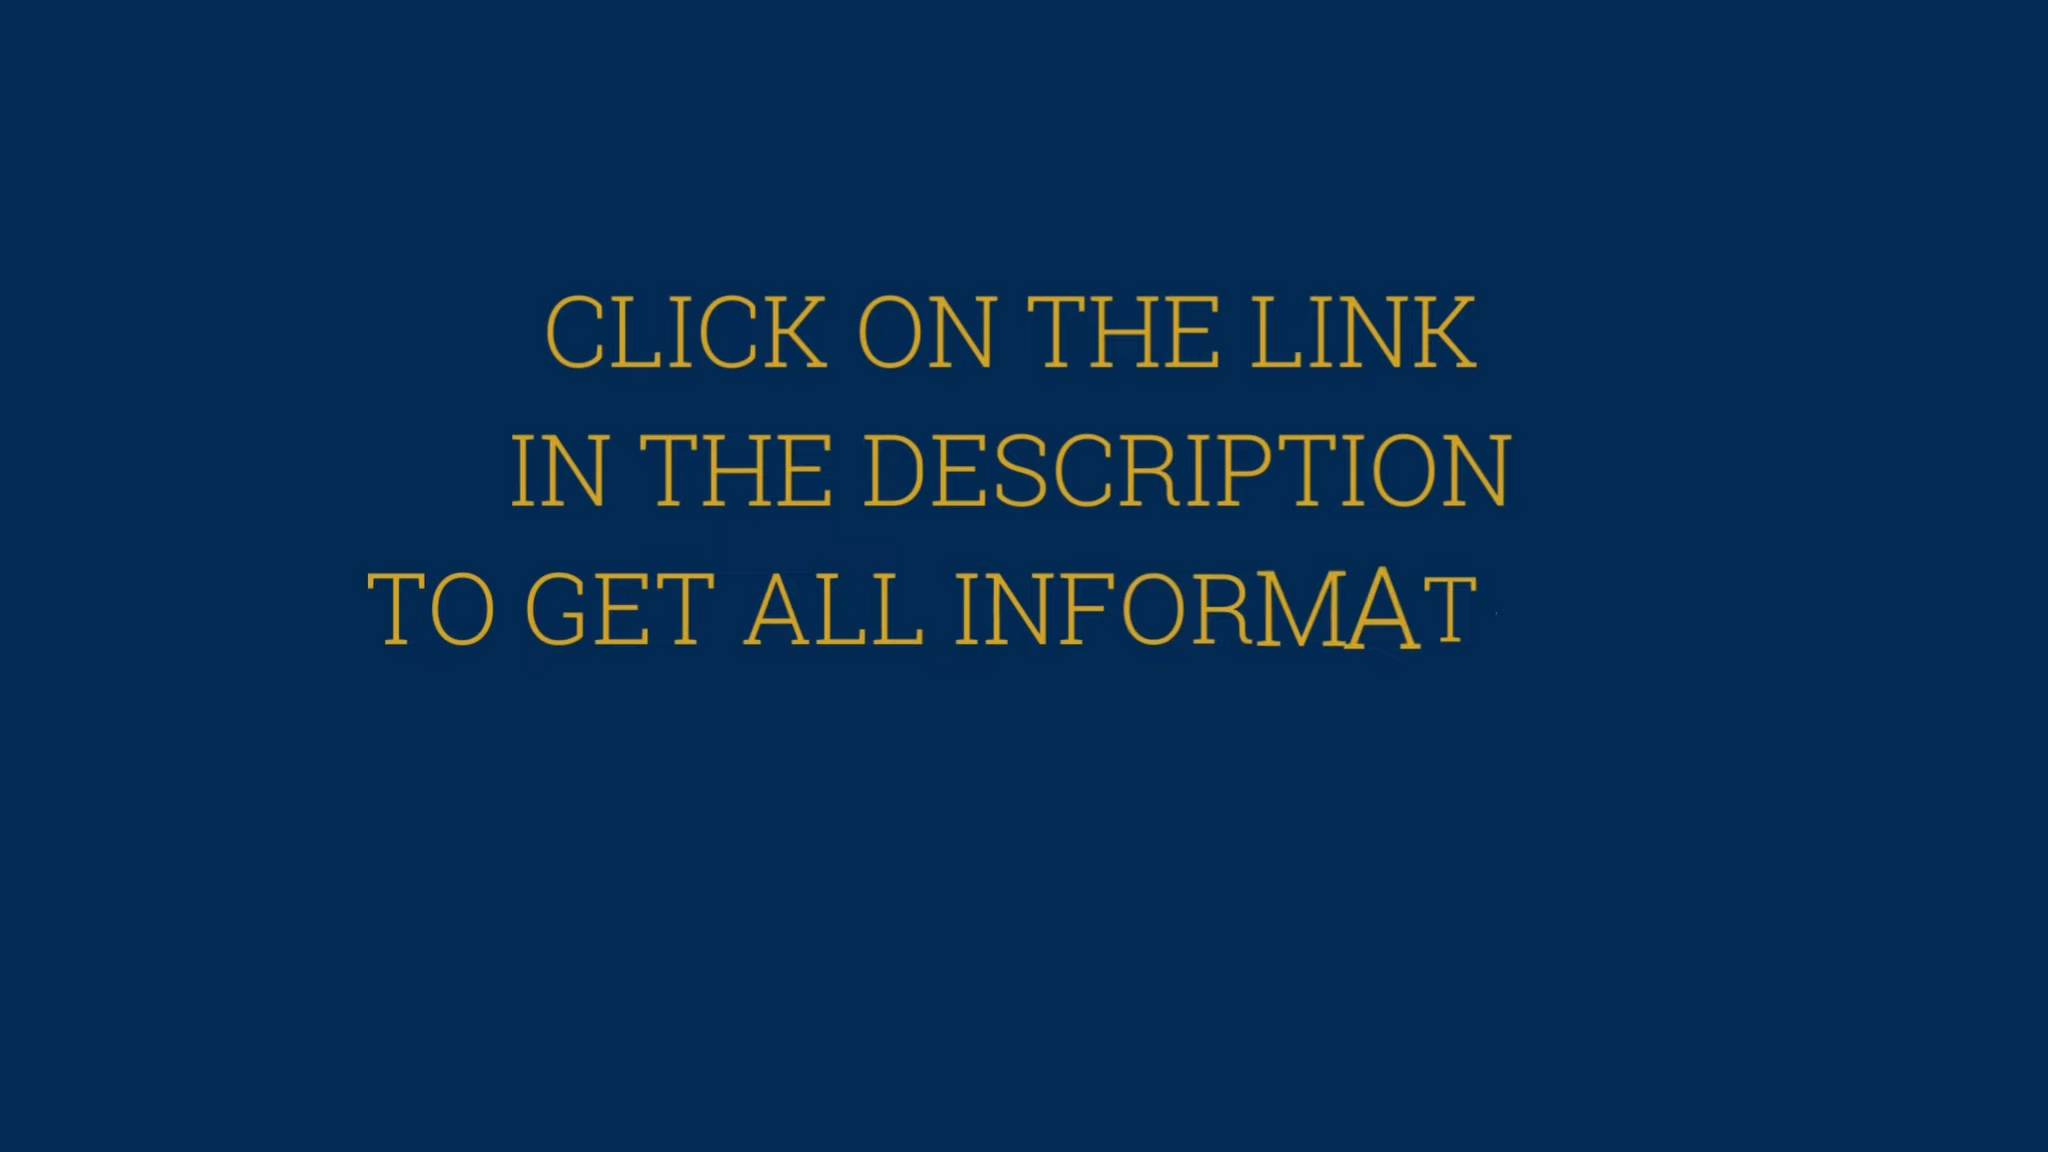 CLICK ON THE LINK
IN THE DESCRIPTION
TO GET ALL INFORMAT